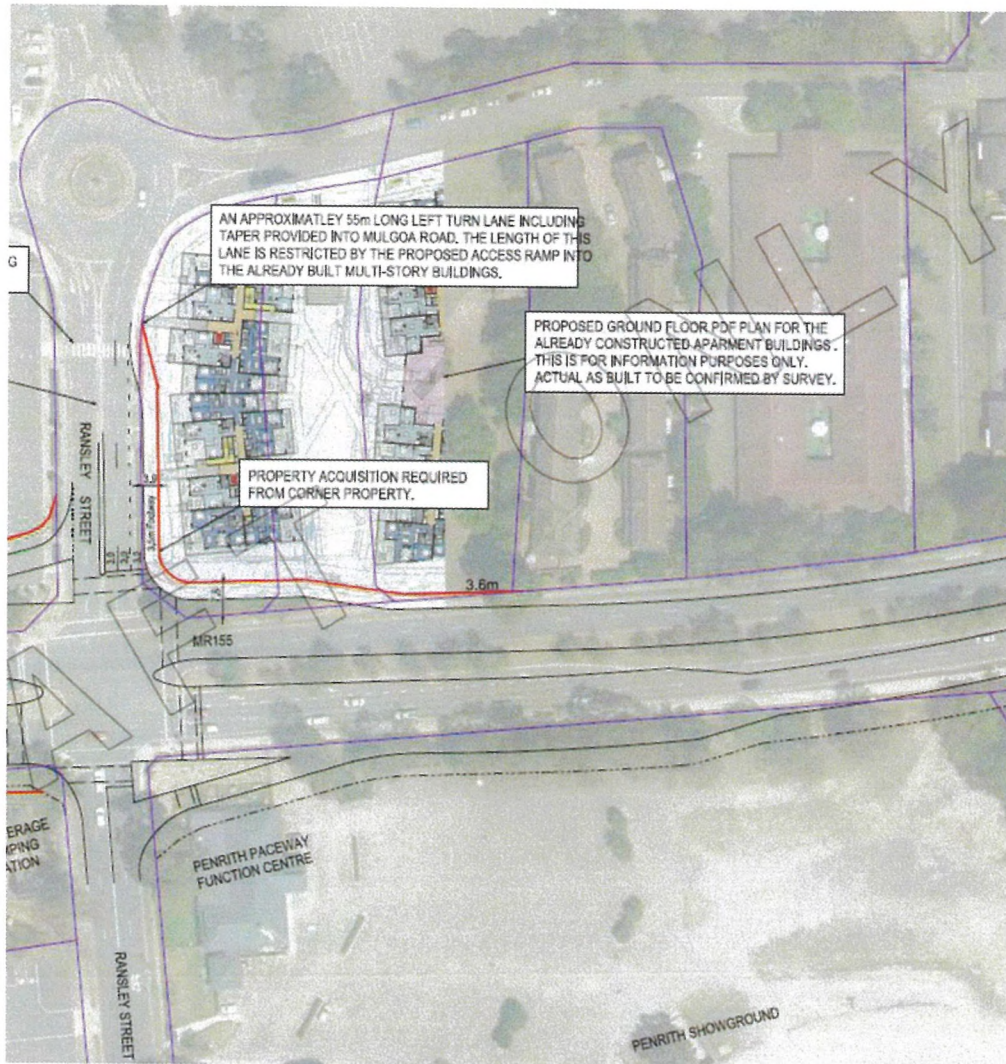 AN APPROXIMATLEY 55m LONG LEFT TURN LANE INCLUDING
TAPER PROVIDED INTO MULGOA ROAD. THE LENGTH OF THIS
LANE IS RESTRICTED BY THE PROPOSED ACCESS RAMP INTO
THE ALREADY BUILT MULTI-STORY BUILDINGS.
G
PROPOSED GROUND FLOOR PDF PLAN FOR THE
ALREADY CONSTRUCTED APARMENT BUILDINGS .
THIS IS FOR INFORMATION PURPOSES ONLY.
ACTUAL AS BUILT TO BE CONFIRMED BY SURVEY.
RANSLEY STREET
PROPERTY ACQUISITION REQUIRED
FROM CORNER PROPERTY.
3.6m
MR155
ONLY
ERAGE
PING
ATION
PENRITH PACEWAY
FUNCTION CENTRE
RANSLEY STREET
PENRITH SHOWGROUND